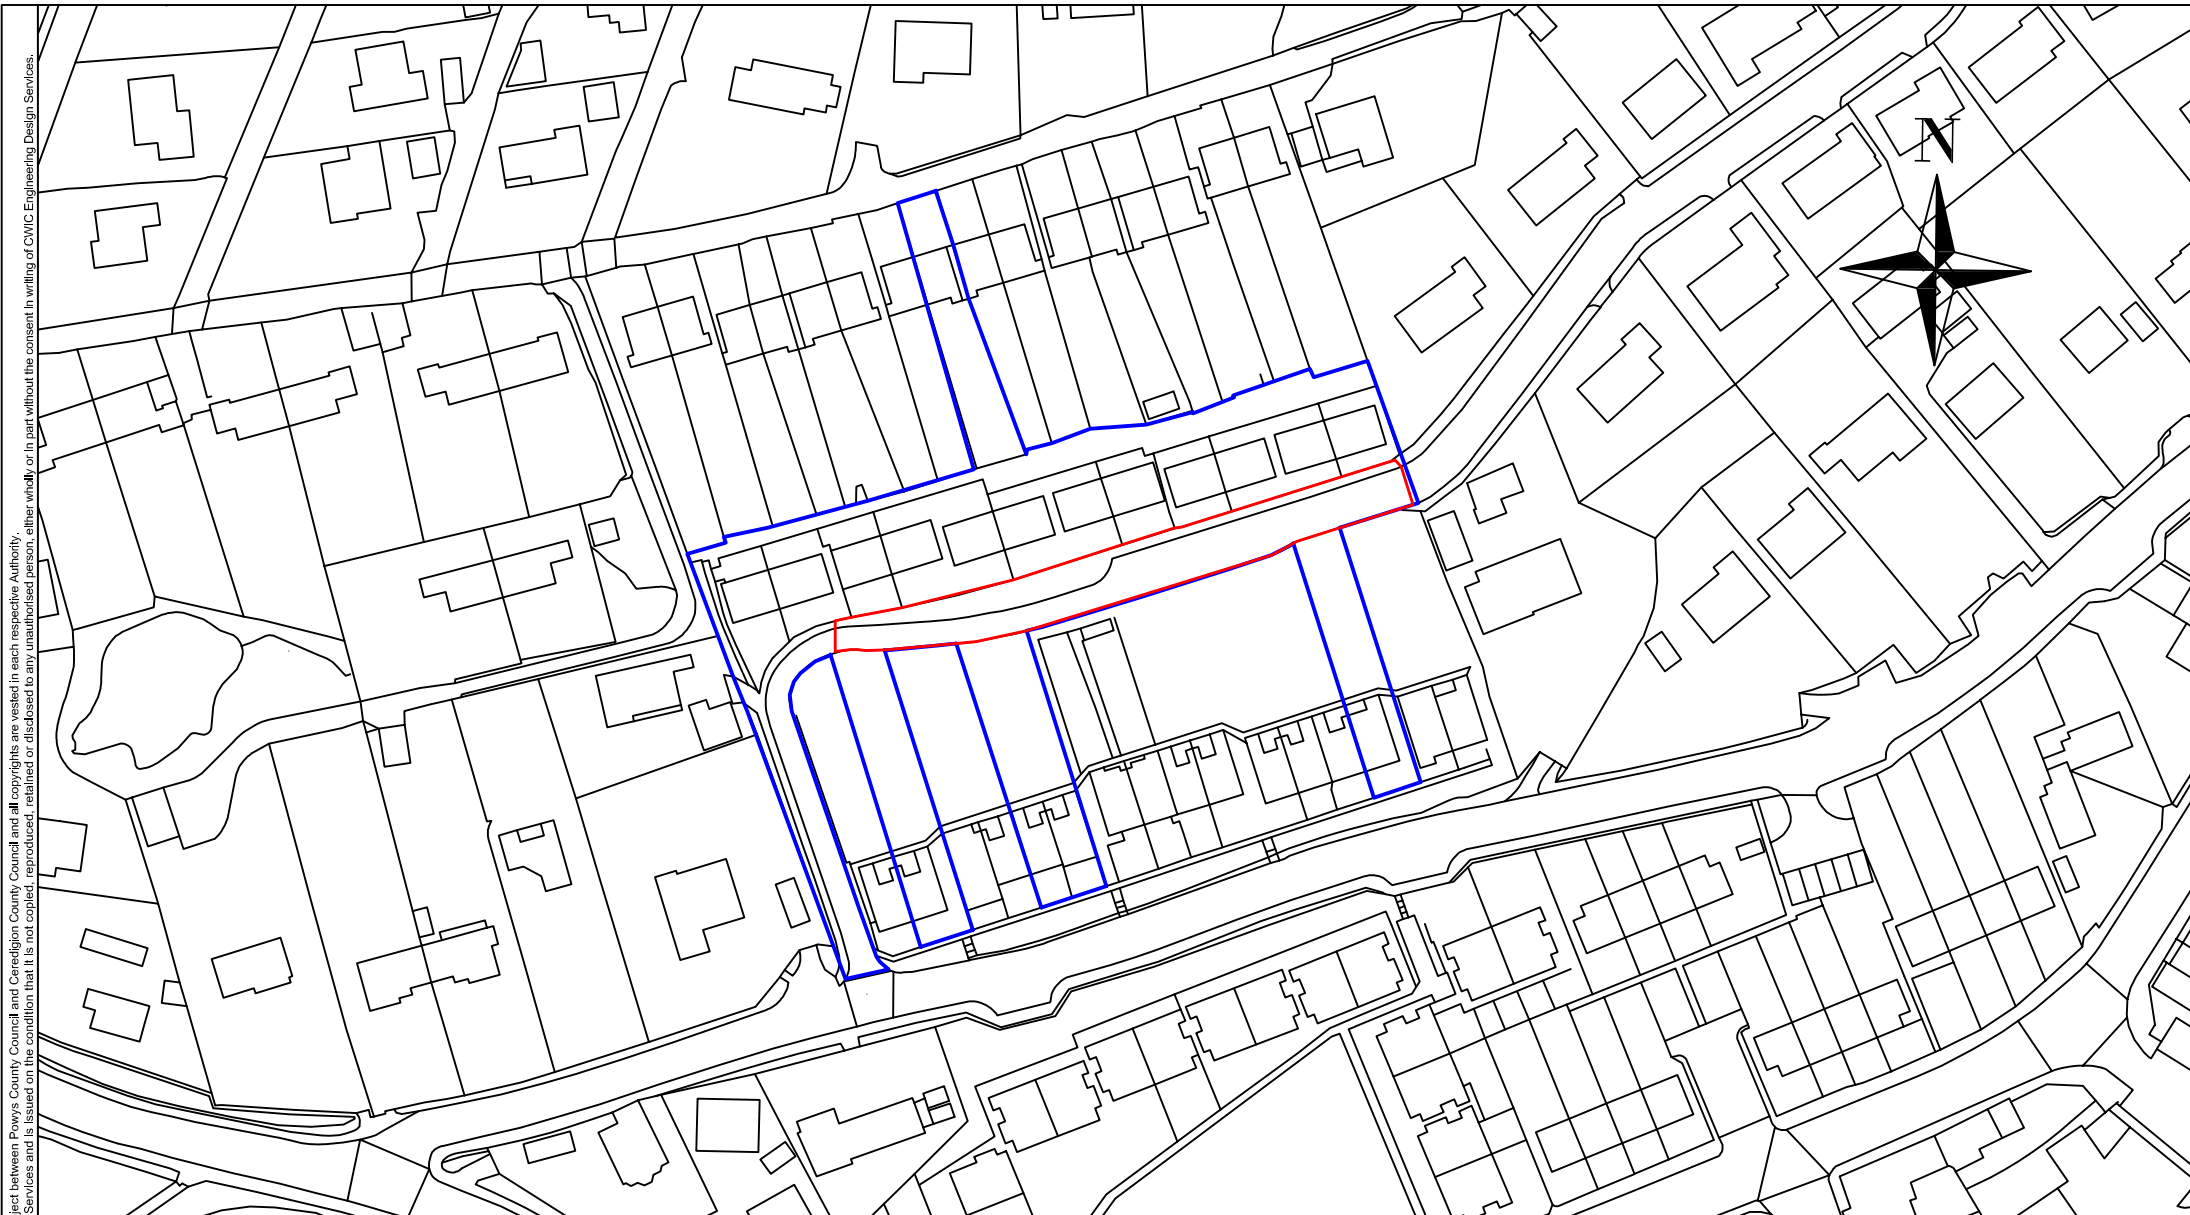 ject between Powys County Council and Ceredigion County Council and all copyrights are vested in each respective Authority.
Services and is issued on the condition that it is not copied, reproduced, retained or disclosed to any unauthorised person, either wholly or in part without the consent in writing of CWIC Engineering Design Services.
N